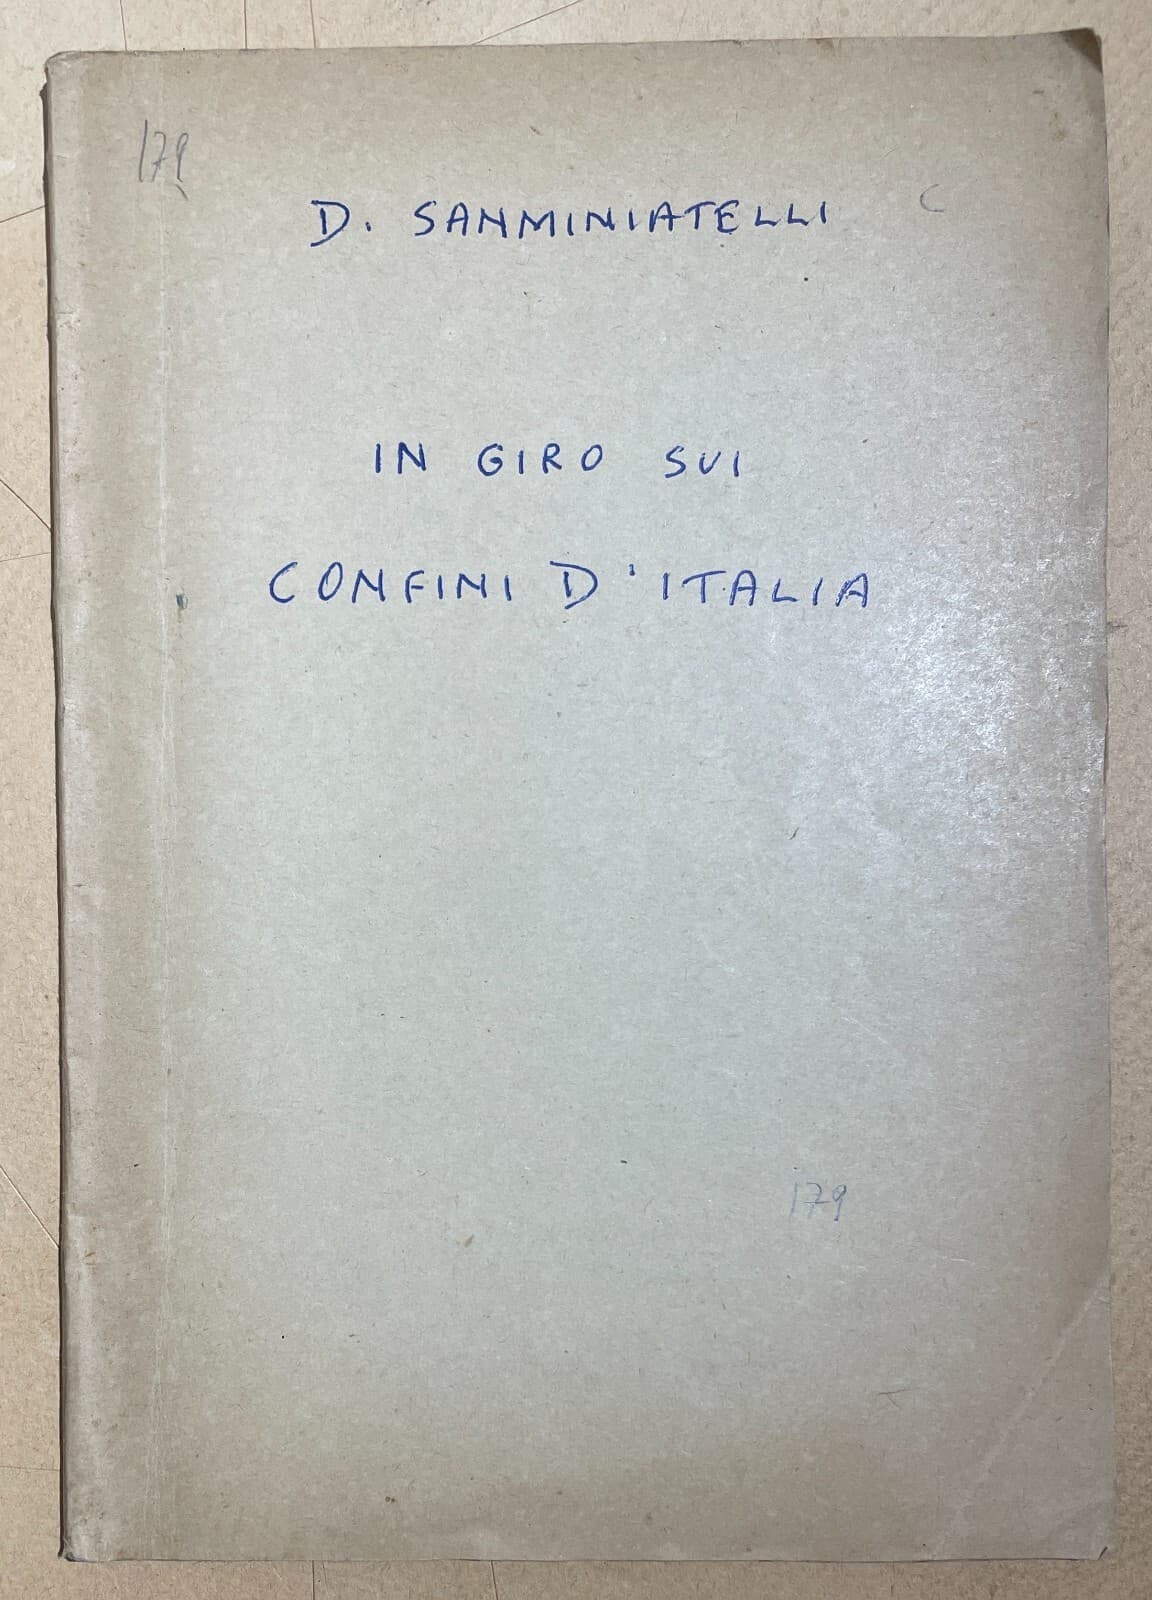 179
D. SANMINIATELLI C
IN GIRO SUI
CONFINI D'ITALIA
179